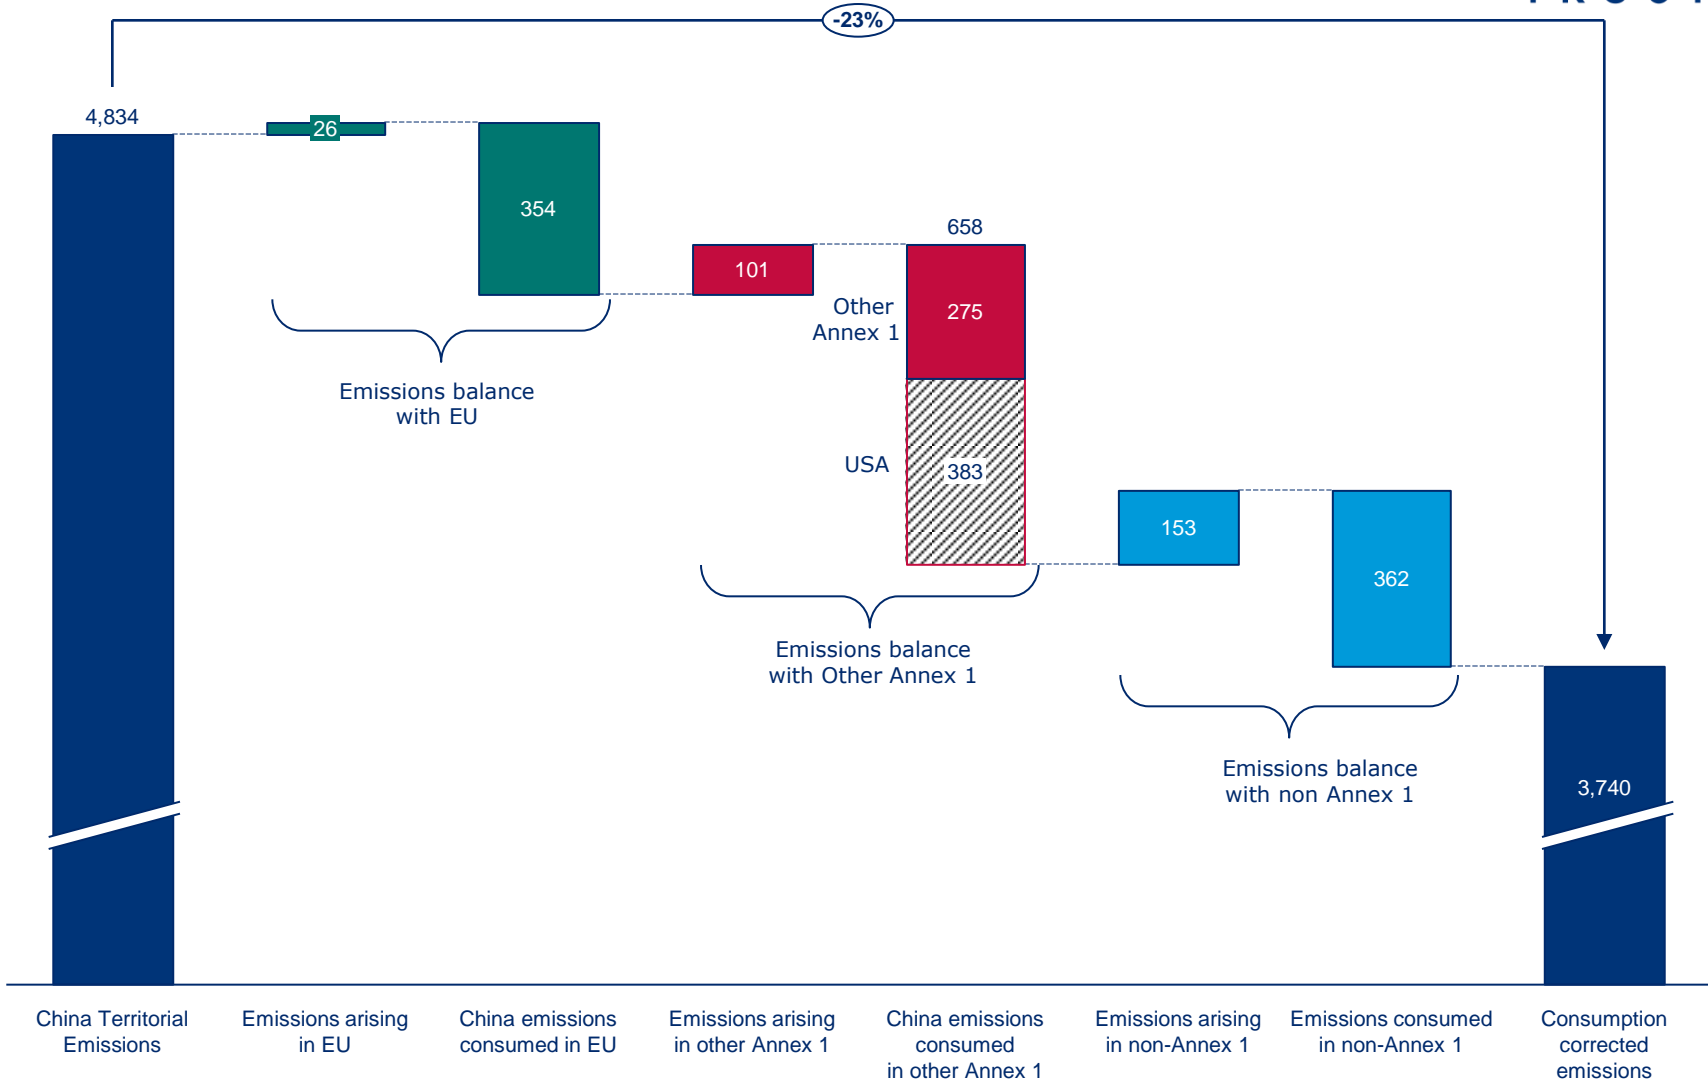 -23%
4,834
26
354
101
658
Other
Annex 1
275
USA
383
153
362
3,740
Emissions balance
with EU
Emissions balance
with Other Annex 1
Emissions balance
with non Annex 1
China Territorial
Emissions
Emissions arising
in EU
China emissions
consumed in EU
Emissions arising
in other Annex 1
China emissions
consumed
in other Annex 1
Emissions arising
in non-Annex 1
Emissions consumed
in non-Annex 1
Consumption
corrected
emissions